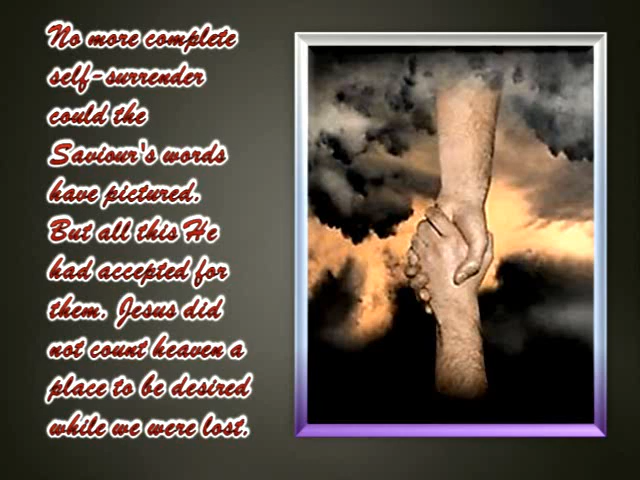 No more complete
self-surrender
could the
Saviour's words
have pictured.
But all this He
had accepted for
them. Jesus did
not count heaven a
place to be desired
while we were lost.